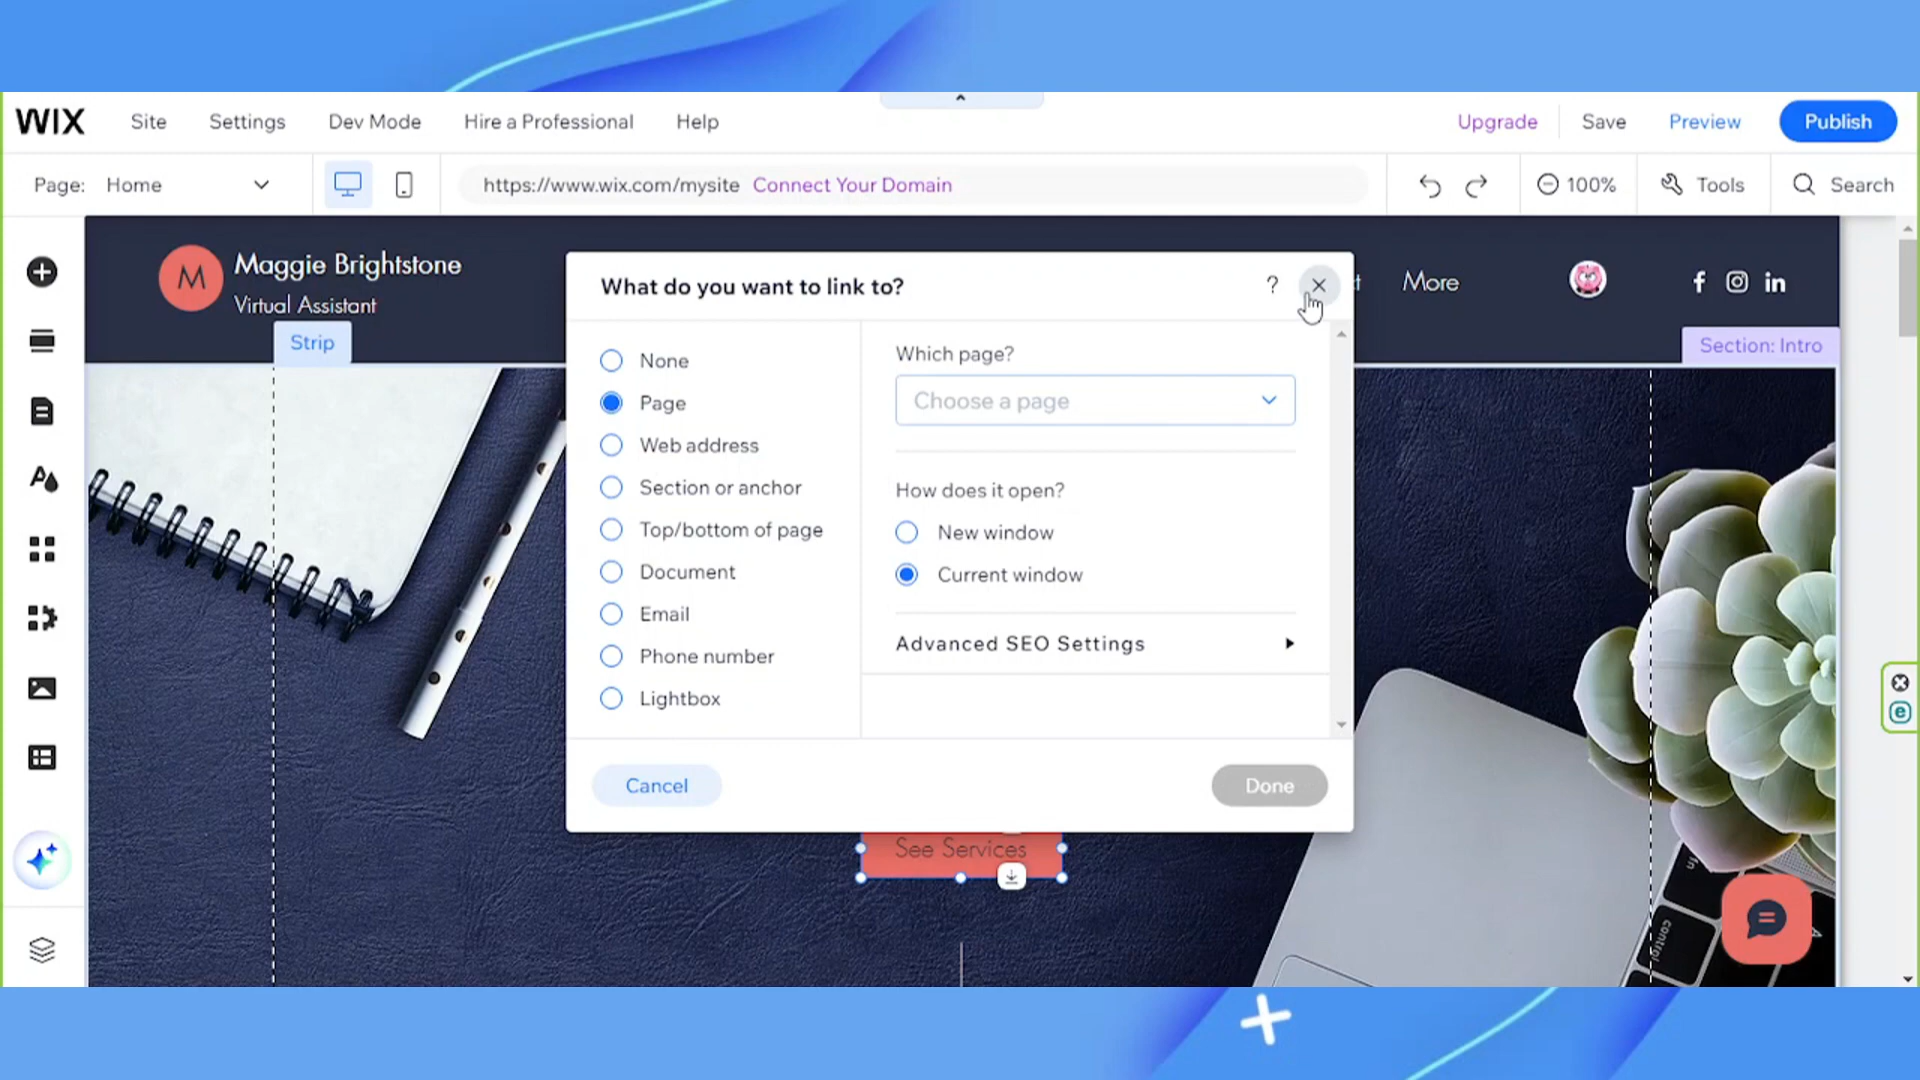 WIX Site Settings Dev Mode Hire a Professional Help Upgrade Save Preview Publish
Page: Home https://www.wix.com/mysite Connect Your Domain 100% Tools Search
M Maggie Brightstone
Virtual Assistant
More
Strip
Section: Intro
What do you want to link to? ?
None
Page
Web address
Section or anchor
Top/bottom of page
Document
Email
Phone number
Lightbox
Which page?
Choose a page
How does it open?
New window
Current window
Advanced SEO Settings
Cancel Done
See Services
control